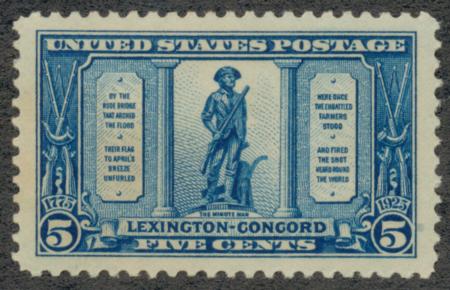 UNITED STATES POSTAGE
BY THE
RUDE BRIDGE
THAT ARCHED
THE FLOOD
THEIR FLAG
TO APRIL'S
BREEZE
UNFURLED
HERE ONCE
THE EMBATTLED
FARMERS
STOOD
AND FIRED
THE SHOT
HEARD ROUND
THE WORLD
1775
THE MINUTE MAN
1925
5
LEXINGTON-CONCORD
5
FIVE CENTS